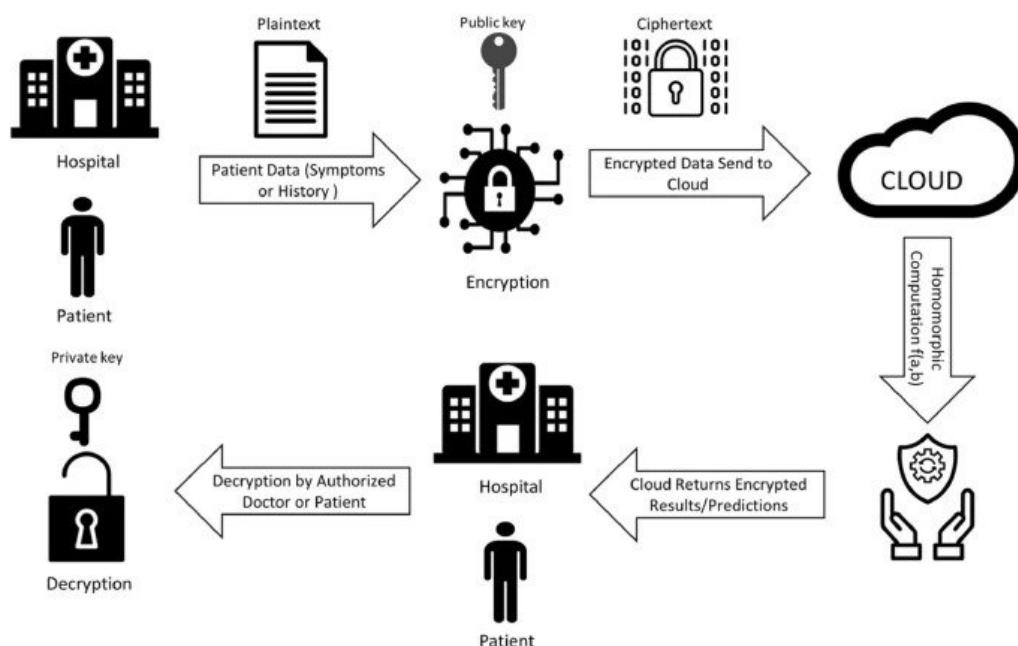 Plaintext
Public key
Ciphertext
Hospital
Patient Data (Symptoms
or History )
Encrypted Data Send to
Cloud
CLOUD
Encryption
Patient
Homomorphic
Computation f(a,b)
Private key
Decryption by Authorized
Doctor or Patient
Hospital
Cloud Returns Encrypted
Results/Predictions
Decryption
Patient